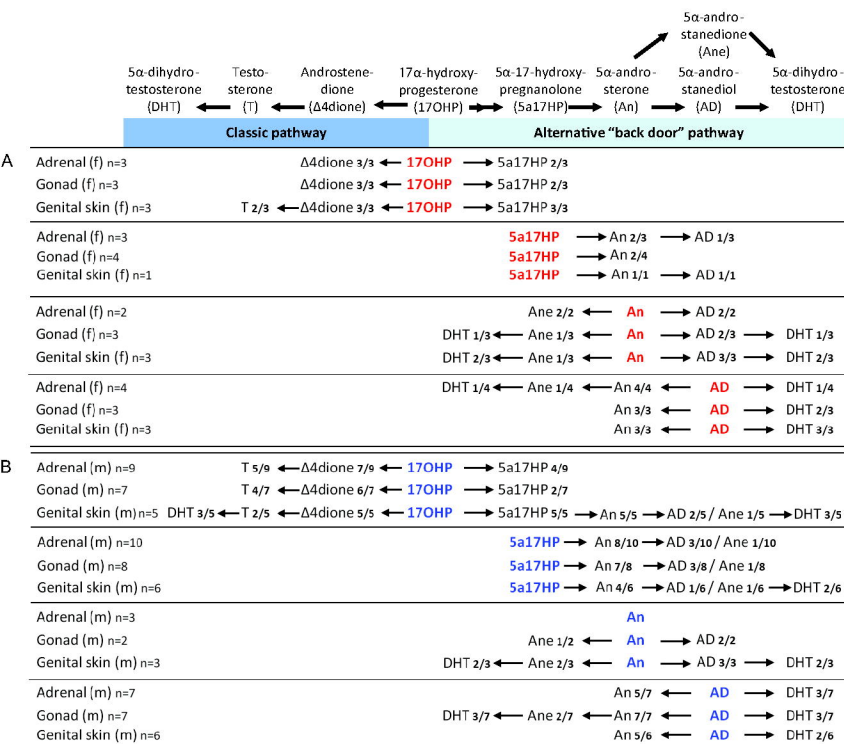 5α-andro-
stanedione
(Ane)
5α-dihydro- Testo- Androstene- 17α-hydroxy- 5α-17-hydroxy- 5α-andro- 5α-andro- 5α-dihydro-
testosterone sterone dione progesterone pregnanolone sterone stanediol testosterone
(DHT) (T) (Δ4dione) (17OHP) (5a17HP) (An) (AD) (DHT)
Classic pathway Alternative “back door” pathway
A
Adrenal (f) n=3 Δ4dione 3/3 17OHP 5a17HP 2/3
Gonad (f) n=3 Δ4dione 3/3 17OHP 5a17HP 2/3
Genital skin (f) n=3 T 2/3 Δ4dione 3/3 17OHP 5a17HP 3/3
Adrenal (f) n=3 5a17HP An 2/3 AD 1/3
Gonad (f) n=4 5a17HP An 2/4
Genital skin (f) n=1 5a17HP An 1/1 AD 1/1
Adrenal (f) n=2 Ane 2/2 An AD 2/2
Gonad (f) n=3 DHT 1/3 Ane 1/3 An AD 2/3 DHT 1/3
Genital skin (f) n=3 DHT 2/3 Ane 1/3 An AD 3/3 DHT 2/3
Adrenal (f) n=4 DHT 1/4 Ane 1/4 An 4/4 AD DHT 1/4
Gonad (f) n=3 An 3/3 AD DHT 2/3
Genital skin (f) n=3 An 3/3 AD DHT 3/3
B
Adrenal (m) n=9 T 5/9 Δ4dione 7/9 17OHP 5a17HP 4/9
Gonad (m) n=7 T 4/7 Δ4dione 6/7 17OHP 5a17HP 2/7
Genital skin (m) n=5 DHT 3/5 T 2/5 Δ4dione 5/5 17OHP 5a17HP 5/5 An 5/5 AD 2/5 / Ane 1/5 DHT 3/5
Adrenal (m) n=10 5a17HP An 8/10 AD 3/10 / Ane 1/10
Gonad (m) n=8 5a17HP An 7/8 AD 3/8 / Ane 1/8
Genital skin (m) n=6 5a17HP An 4/6 AD 1/6 / Ane 1/6 DHT 2/6
Adrenal (m) n=3 An
Gonad (m) n=2 Ane 1/2 An AD 2/2
Genital skin (m) n=3 DHT 2/3 Ane 2/3 An AD 3/3 DHT 2/3
Adrenal (m) n=7 An 5/7 AD DHT 3/7
Gonad (m) n=7 DHT 3/7 Ane 2/7 An 7/7 AD DHT 3/7
Genital skin (m) n=6 An 5/6 AD DHT 2/6